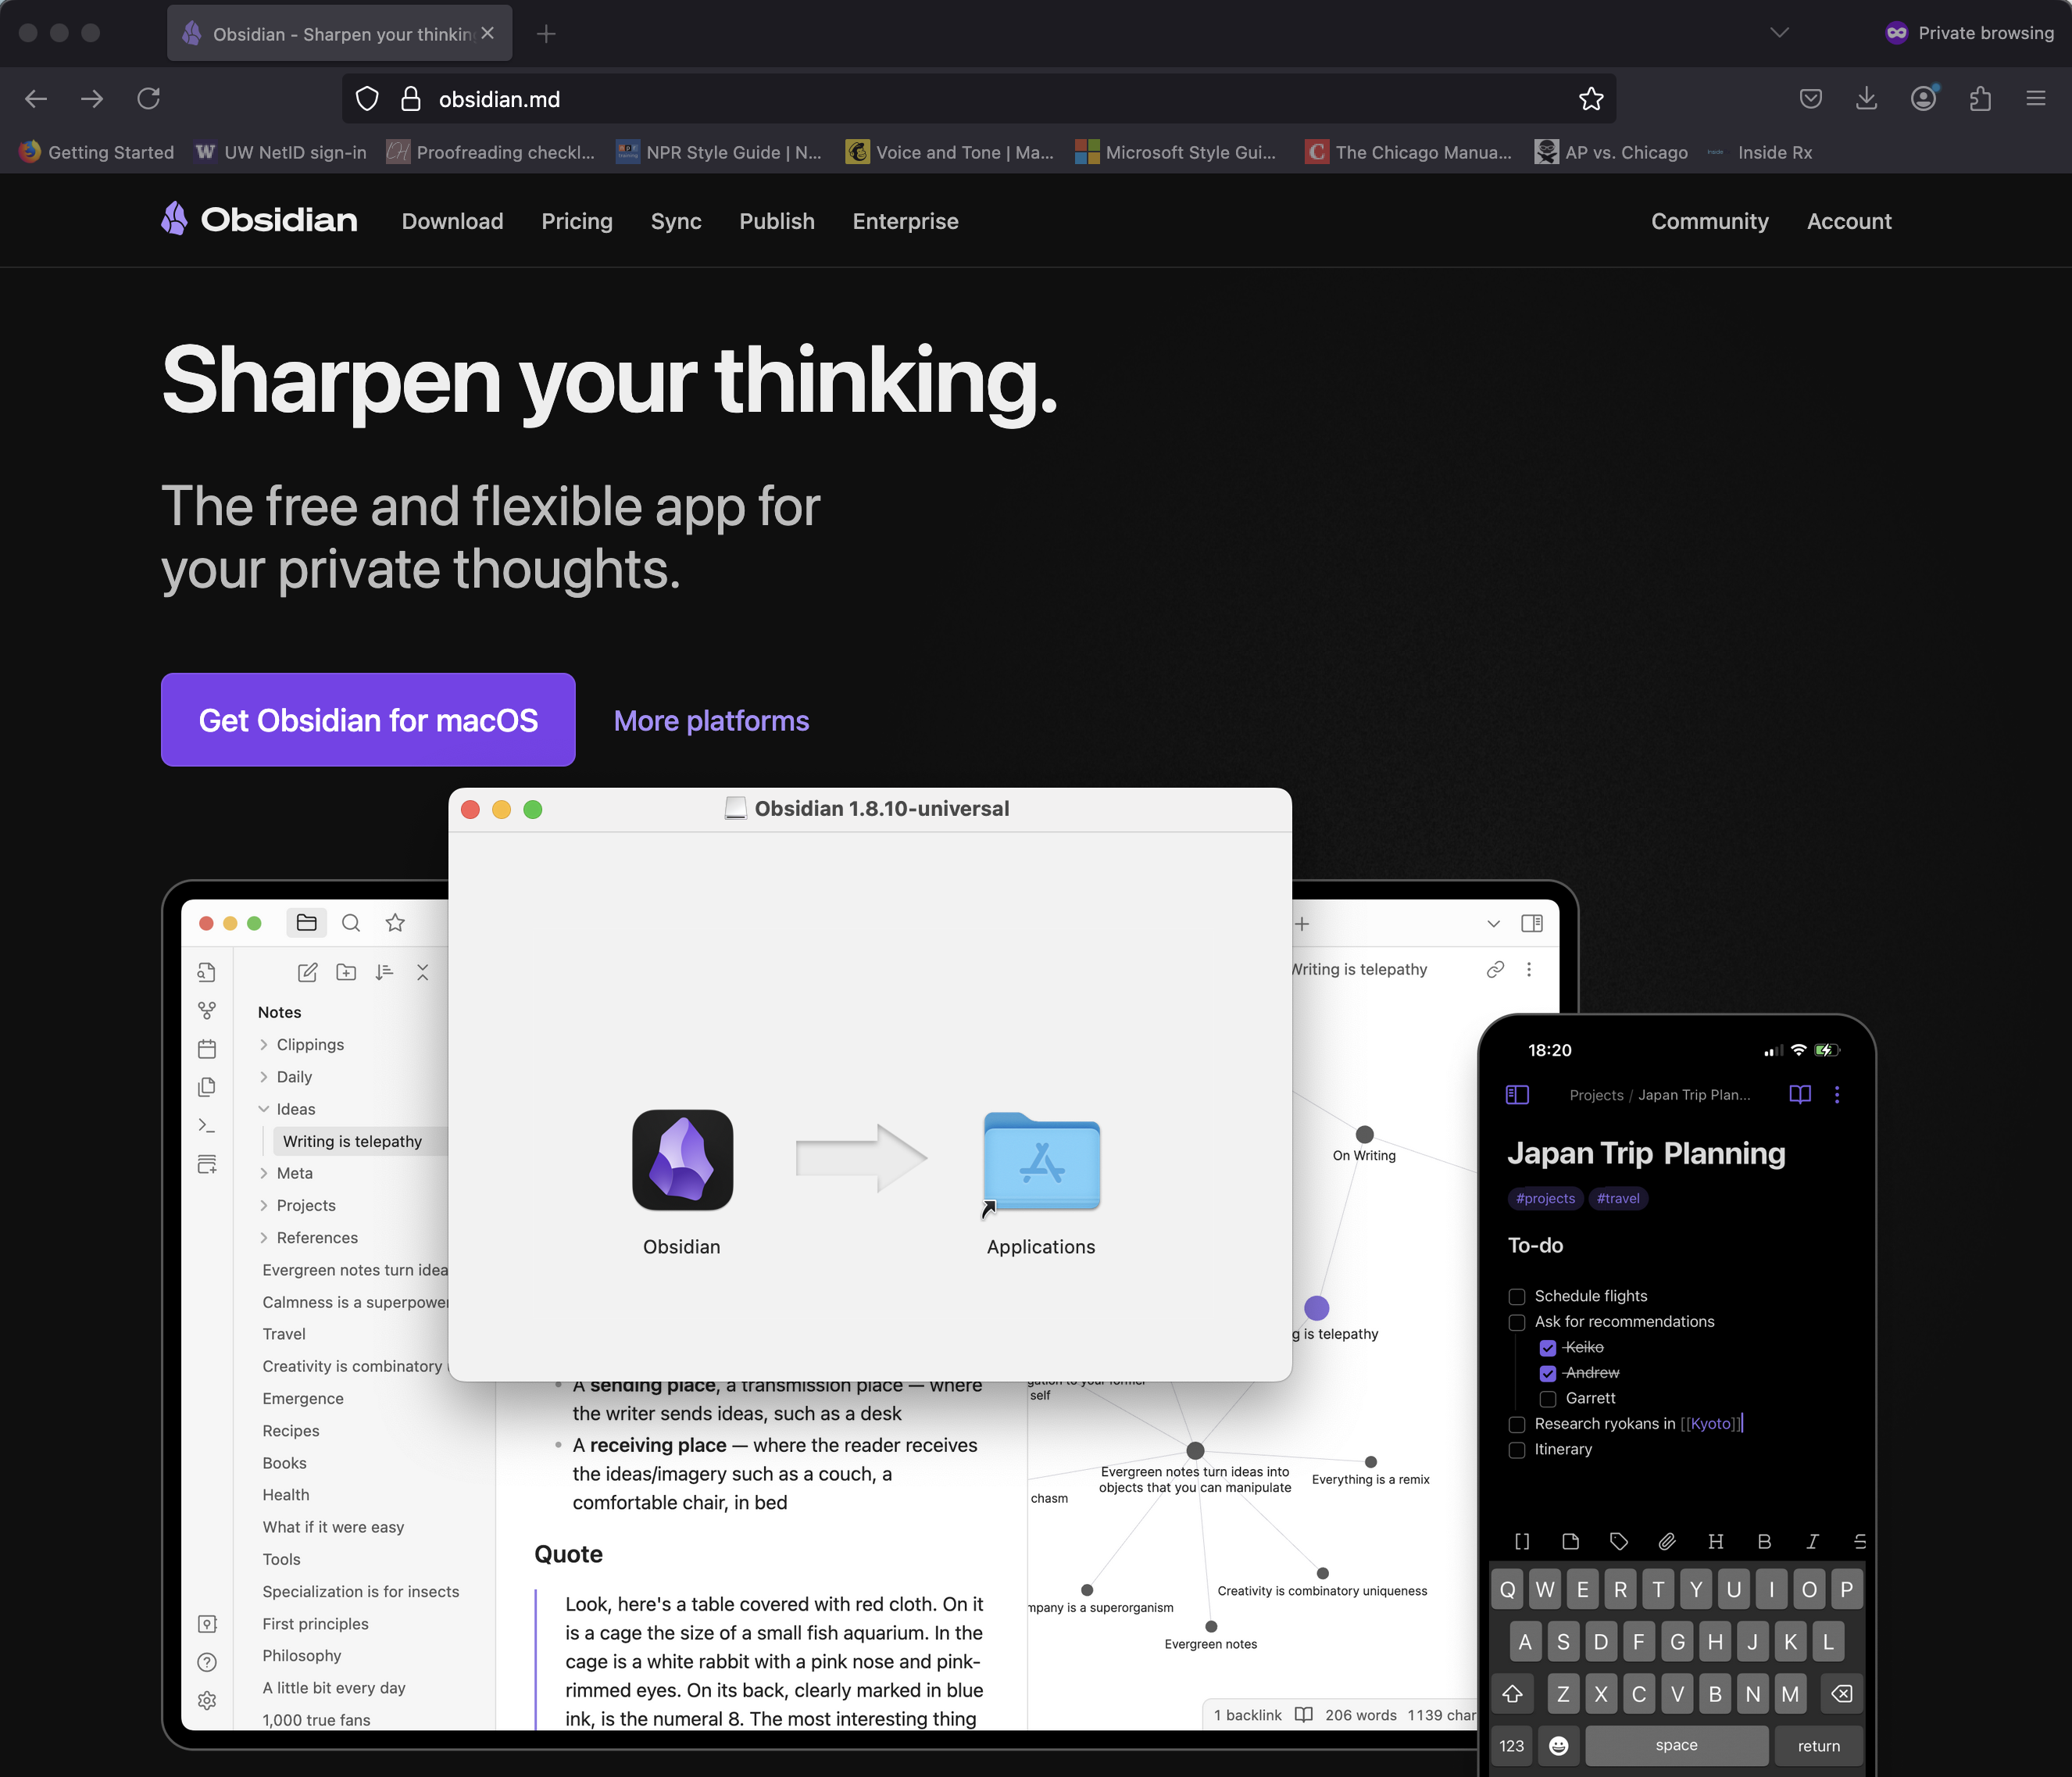 Obsidian - Sharpen your thinkin
Private browsing
obsidian.md
Getting Started
W UW NetID sign-in
CH Proofreading checkl...
NPR Style Guide | N...
Voice and Tone | Ma...
Microsoft Style Gui...
C The Chicago Manua...
AP vs. Chicago
Inside Rx
Obsidian
Download
Pricing
Sync
Publish
Enterprise
Community
Account
Sharpen your thinking.
The free and flexible app for
your private thoughts.
Get Obsidian for macOS
More platforms
Obsidian 1.8.10-universal
Obsidian
Applications
Notes
Clippings
Daily
Ideas
Writing is telepathy
Meta
Projects
References
Evergreen notes turn idea
Calmness is a superpower
Travel
Creativity is combinatory
Emergence
Recipes
Books
Health
What if it were easy
Tools
Specialization is for insects
First principles
Philosophy
A little bit every day
1,000 true fans
A sending place, a transmission place — where
the writer sends ideas, such as a desk
A receiving place — where the reader receives
the ideas/imagery such as a couch, a
comfortable chair, in bed
Quote
Look, here's a table covered with red cloth. On it
is a cage the size of a small fish aquarium. In the
cage is a white rabbit with a pink nose and pink-
rimmed eyes. On its back, clearly marked in blue
ink, is the numeral 8. The most interesting thing
Writing is telepathy
On Writing
g is telepathy
gation to your former
self
Evergreen notes turn ideas into
objects that you can manipulate
Everything is a remix
chasm
Creativity is combinatory uniqueness
mpany is a superorganism
Evergreen notes
1 backlink
206 words
1139 char
18:20
Projects / Japan Trip Plan...
Japan Trip Planning
#projects
#travel
To-do
Schedule flights
Ask for recommendations
Keiko
Andrew
Garrett
Research ryokans in [[Kyoto]]
Itinerary
H B I S
Q W E R T Y U I O P
A S D F G H J K L
Z X C V B N M
123
space
return